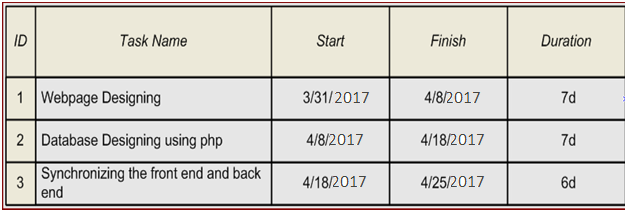 ID Task Name Start Finish Duration
1 Webpage Designing 3/31/2017 4/8/2017 7d
2 Database Designing using php 4/8/2017 4/18/2017 7d
3 Synchronizing the front end and back end 4/18/2017 4/25/2017 6d